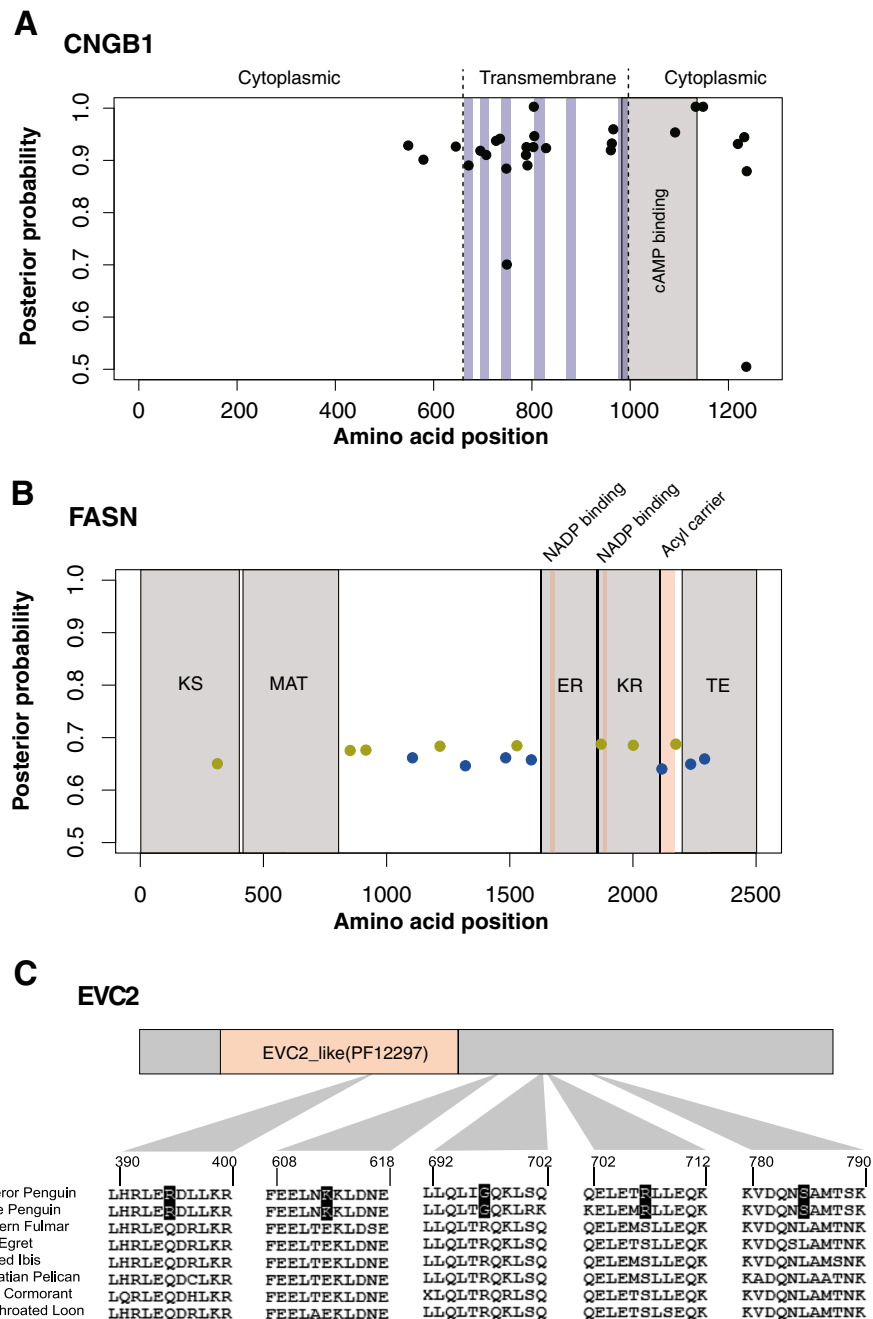 A
CNGB1
Cytoplasmic Transmembrane Cytoplasmic
Posterior probability
1.0
0.9
0.8
0.7
0.6
0.5
cAMP binding
0 200 400 600 800 1000 1200
Amino acid position
B
FASN
NADP binding
NADP binding
Acyl carrier
Posterior probability
1.0
0.9
0.8
0.7
0.6
0.5
KS MAT ER KR TE
0 500 1000 1500 2000 2500
Amino acid position
C
EVC2
EVC2_like(PF12297)
390 400 608 618 692 702 702 712 780 790
ror Penguin LHRLERDLLKR FEELNKKLDNE LLQLIGQKLSQ QELETRLLEQK KVDQNSAMTSK
e Penguin LHRLERDLLKR FEELNKKLDNE LLQLTGQKLRK KELEMRLLEQK KVDQNSAMTSK
ern Fulmar LHRLEQDRLKR FEELTEKLDSE LLQLTRQKLSQ QELEMSLLEQK KVDQNLAMTNK
Egret LHRLEQDRLKR FEELTEKLDNE LLQLTRQKLSQ QELETSLLEQK KVDQSLAMTNK
ed Ibis LHRLEQDRLKR FEELTEKLDNE LLQLTRQKLSQ QELEMSLLEQK KVDQNLAMSNK
atian Pelican LHRLEQDCLKR FEELTEKLDNE LLQLTRQKLSQ QELEMSLLEQK KADQNLAATNK
Cormorant LQRLEQDHLKR FEELTEKLDNE XLQLTRQRLSQ QELETSLLEQK KVDQNLAMTNK
hroated Loon LHRLEQDRLKR FEELAEKLDNE LLQLTRQKLSQ QELETSLSEQK KVDQNLAMTNK